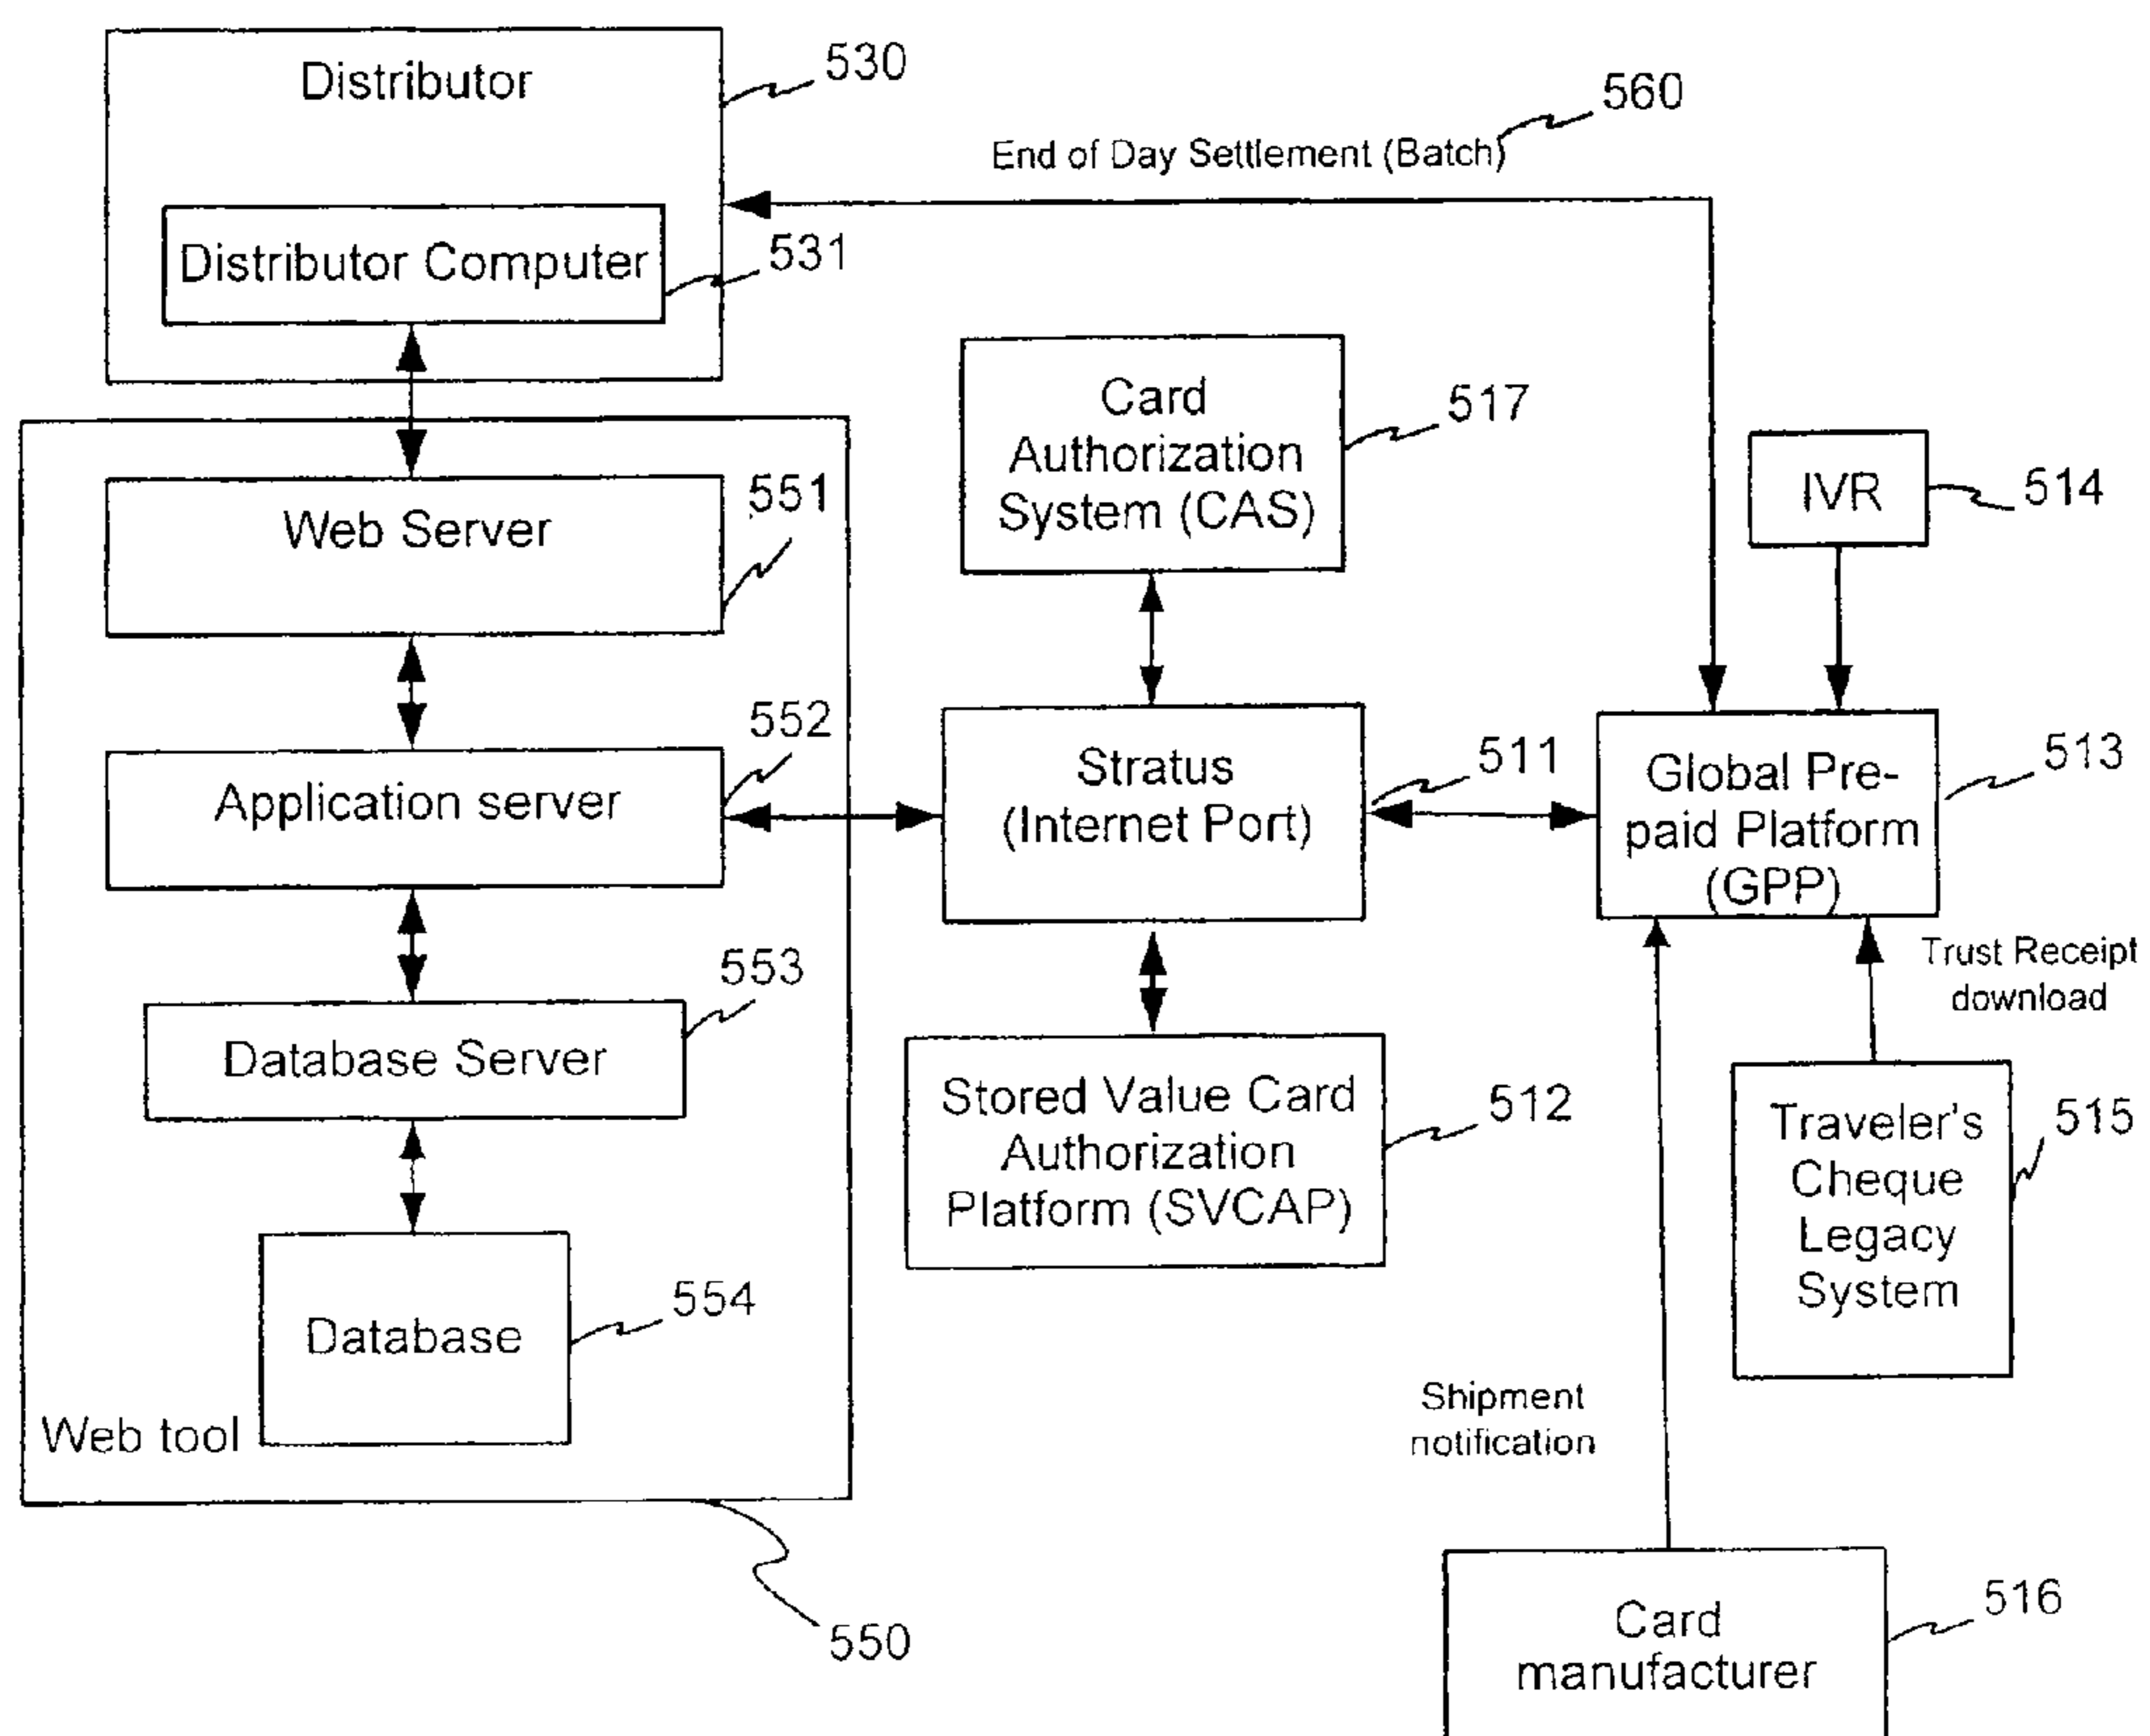 Distributor
530
560
End of Day Settlement (Batch)
Distributor Computer
531
Card
Authorization
System (CAS)
517
IVR
514
Web Server
551
Application server
552
Stratus
(Internet Port)
511
Global Pre-
paid Platform
(GPP)
513
Trust Receipt
download
Database Server
553
Stored Value Card
Authorization
Platform (SVCAP)
512
Traveler's
Cheque
Legacy
System
515
Database
554
Web tool
550
Shipment
notification
Card
manufacturer
516